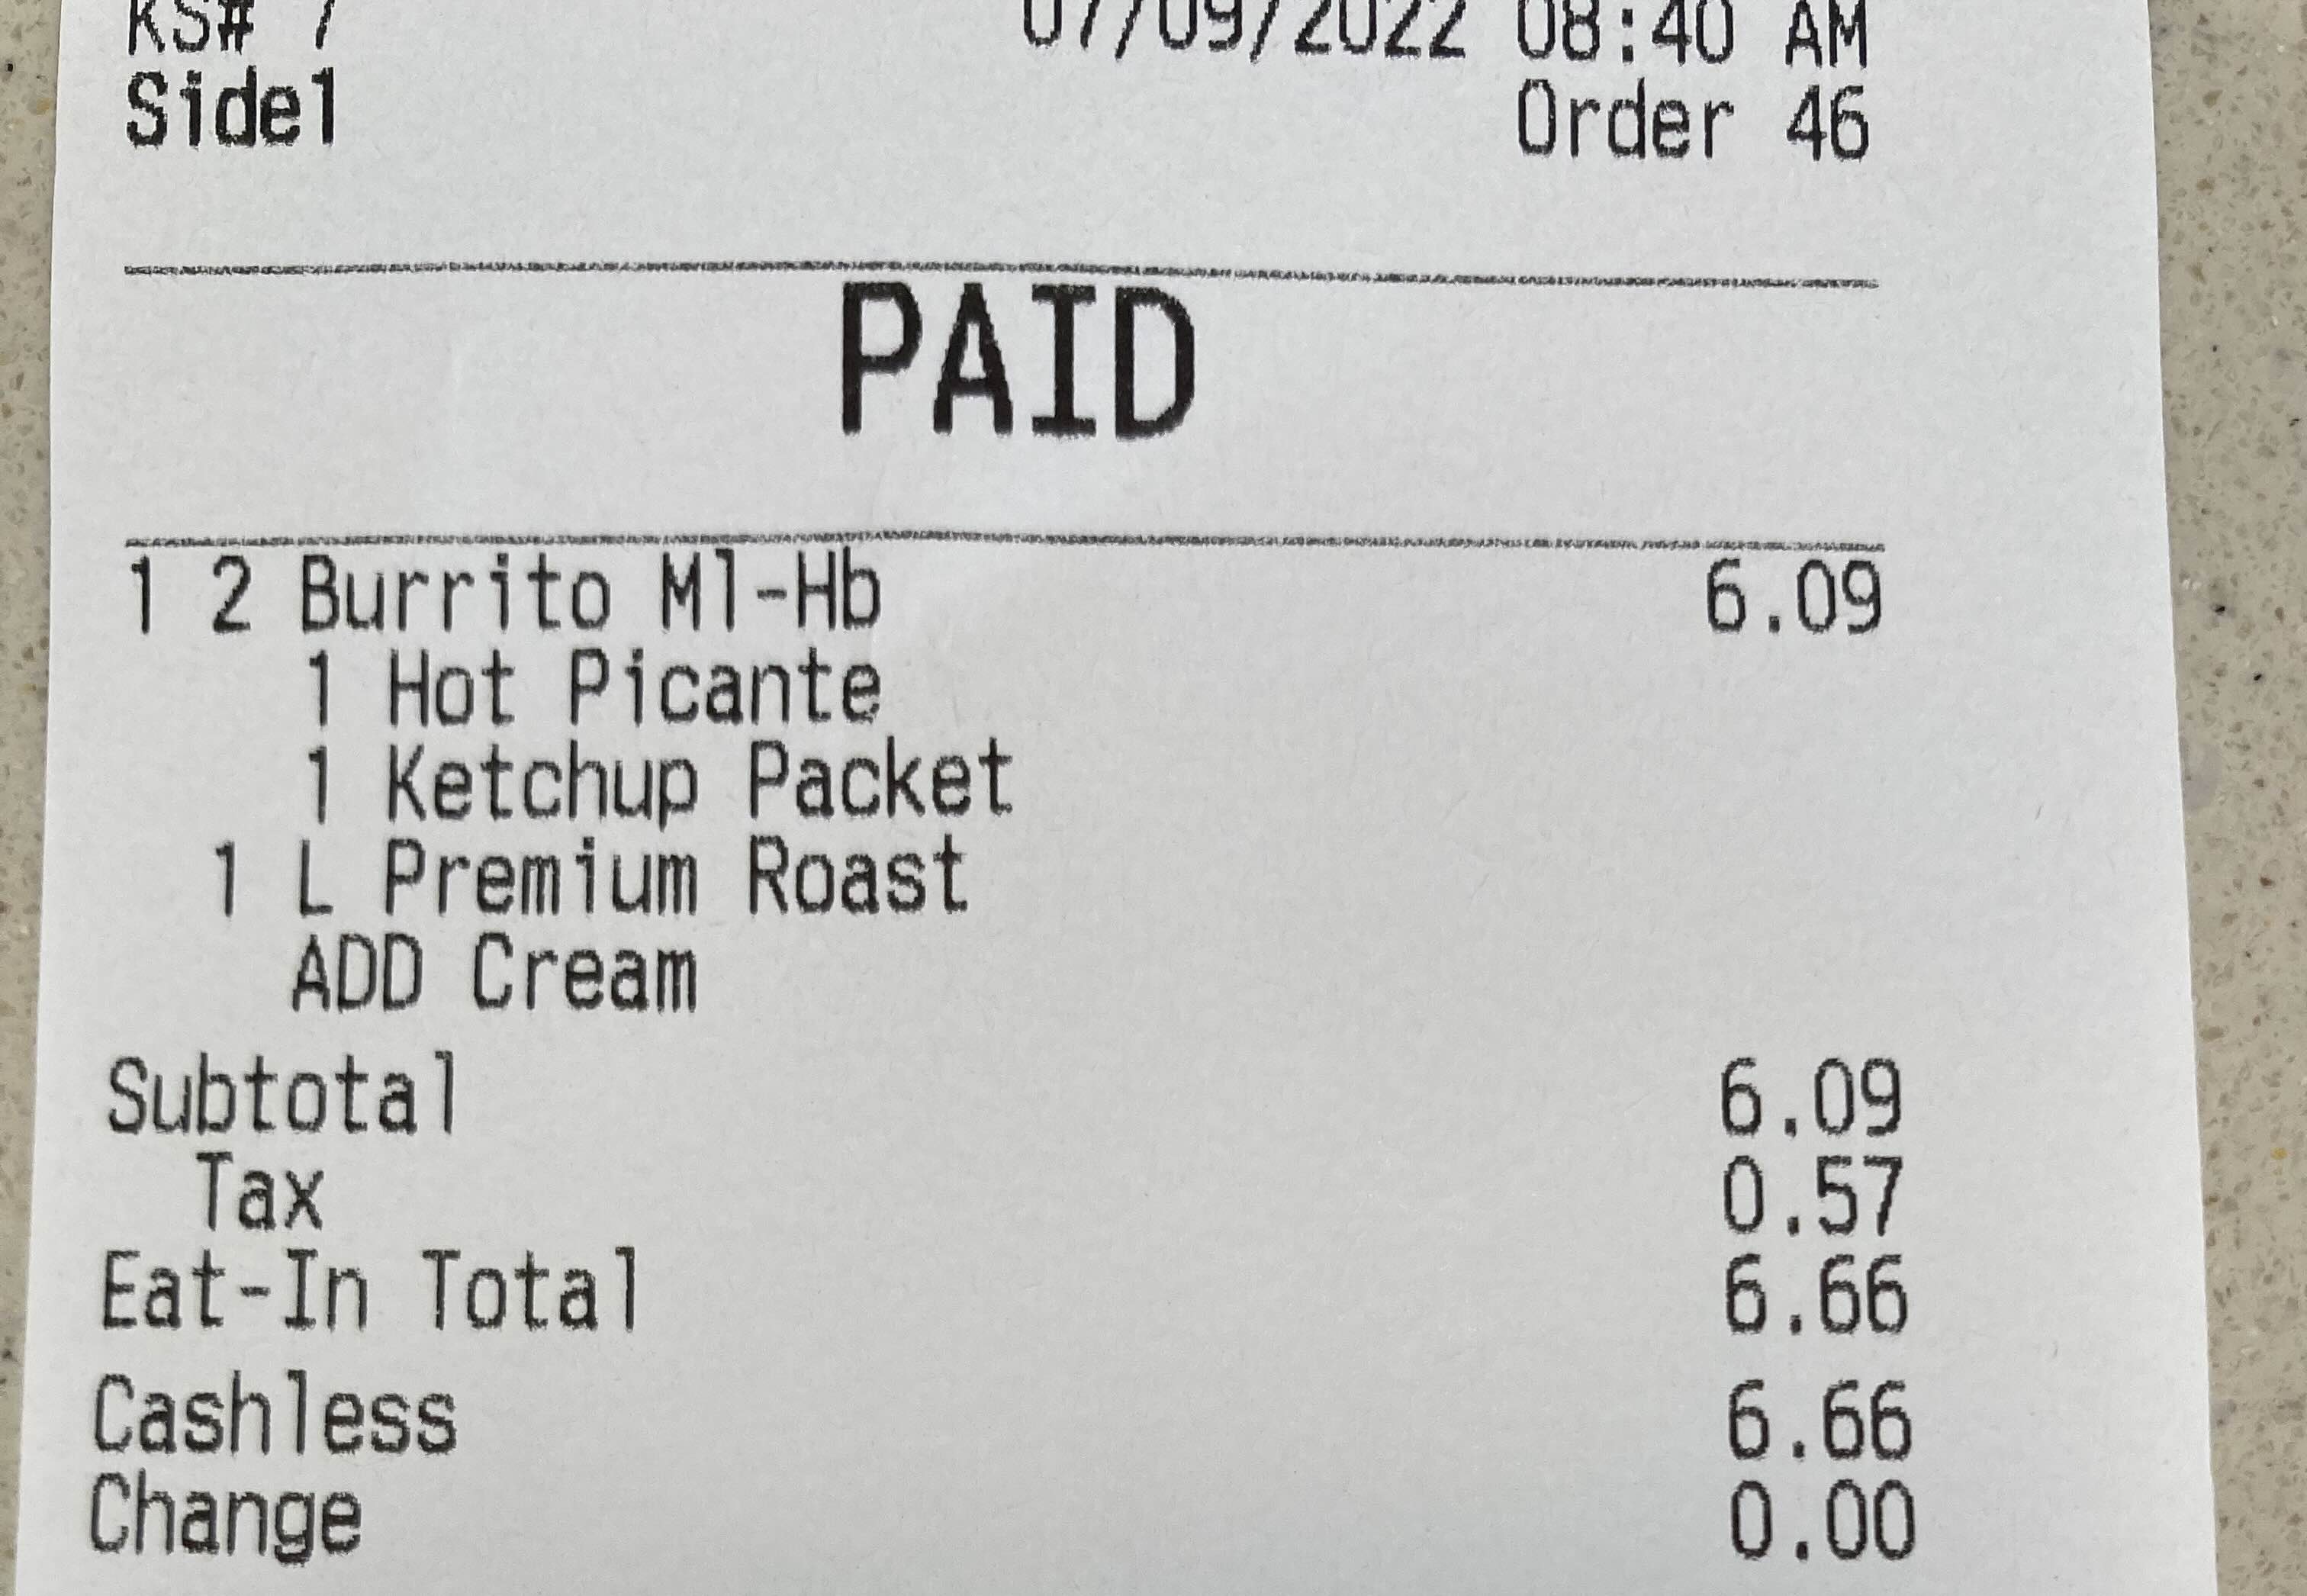 KS# 7 07/09/2022 08:40 AM
Side1 Order 46
PAID
1 2 Burrito Ml-Hb 6.09
1 Hot Picante
1 Ketchup Packet
1 L Premium Roast
ADD Cream
Subtotal 6.09
Tax 0.57
Eat-In Total 6.66
Cashless 6.66
Change 0.00